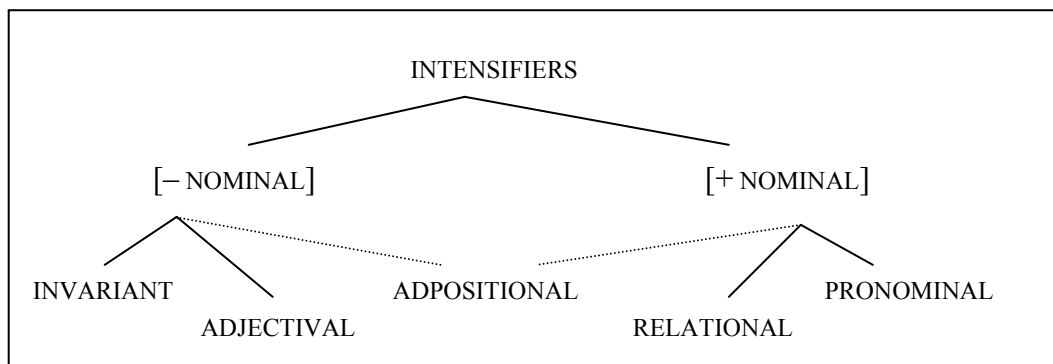 INTENSIFIERS
[– NOMINAL] [+ NOMINAL]
INVARIANT ADPOSITIONAL PRONOMINAL
ADJECTIVAL RELATIONAL